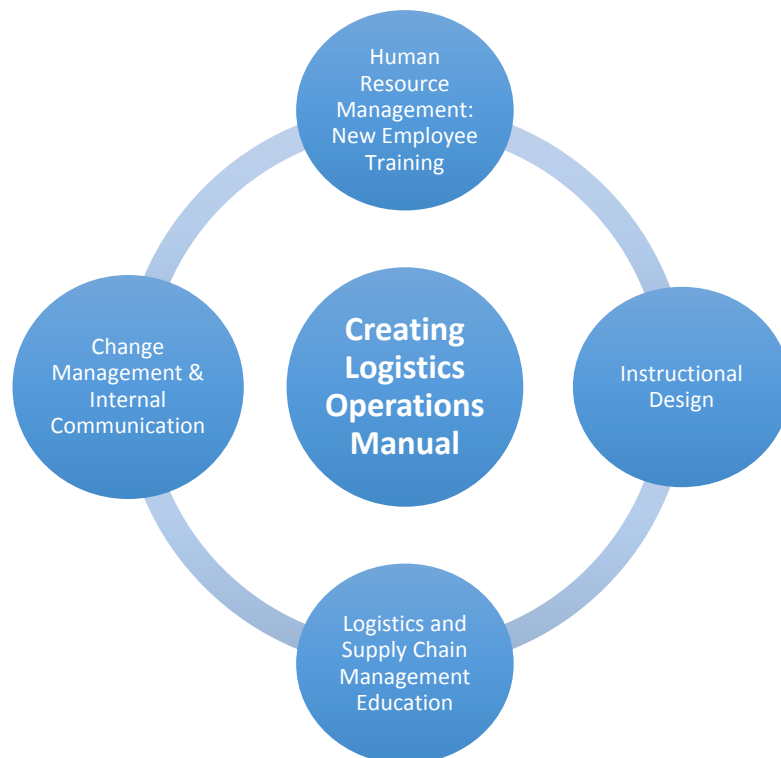 Human
Resource
Management:
New Employee
Training
Change
Management &
Internal
Communication
Creating
Logistics
Operations
Manual
Instructional
Design
Logistics and
Supply Chain
Management
Education